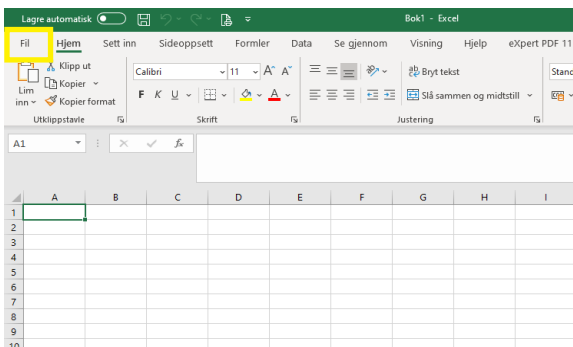 Lagre automatisk
Bok1 - Excel
Fil Hjem Sett inn Sideoppsett Formler Data Se gjennom Visning Hjelp eXpert PDF 11
Lim inn
Klipp ut
Kopier
Kopier format
Utklippstavle
Calibri 11 A A
F K U A
Skrift
ab Bryt tekst
Slå sammen og midtstill
Justering
Stand
A1 fx
A B C D E F G H I
1
2
3
4
5
6
7
8
9
10